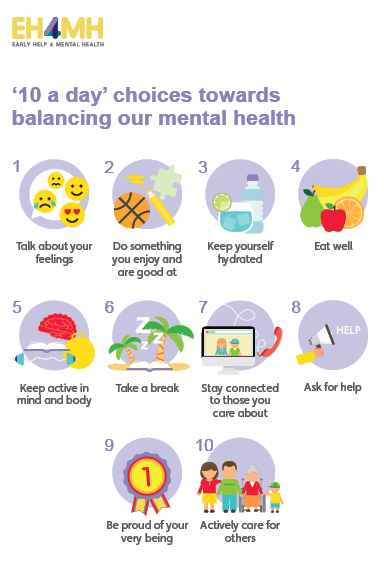 EH4MH
EARLY HELP 4 MENTAL HEALTH
‘10 a day’ choices towards
balancing our mental health
1
Talk about your
feelings
2
Do something
you enjoy and
are good at
3
Keep yourself
hydrated
4
Eat well
5
Keep active in
mind and body
6
Z
Z
Z
Take a break
7
Stay connected
to those you
care about
8
HELP
Ask for help
9
1
Be proud of your
very being
10
Actively care for
others